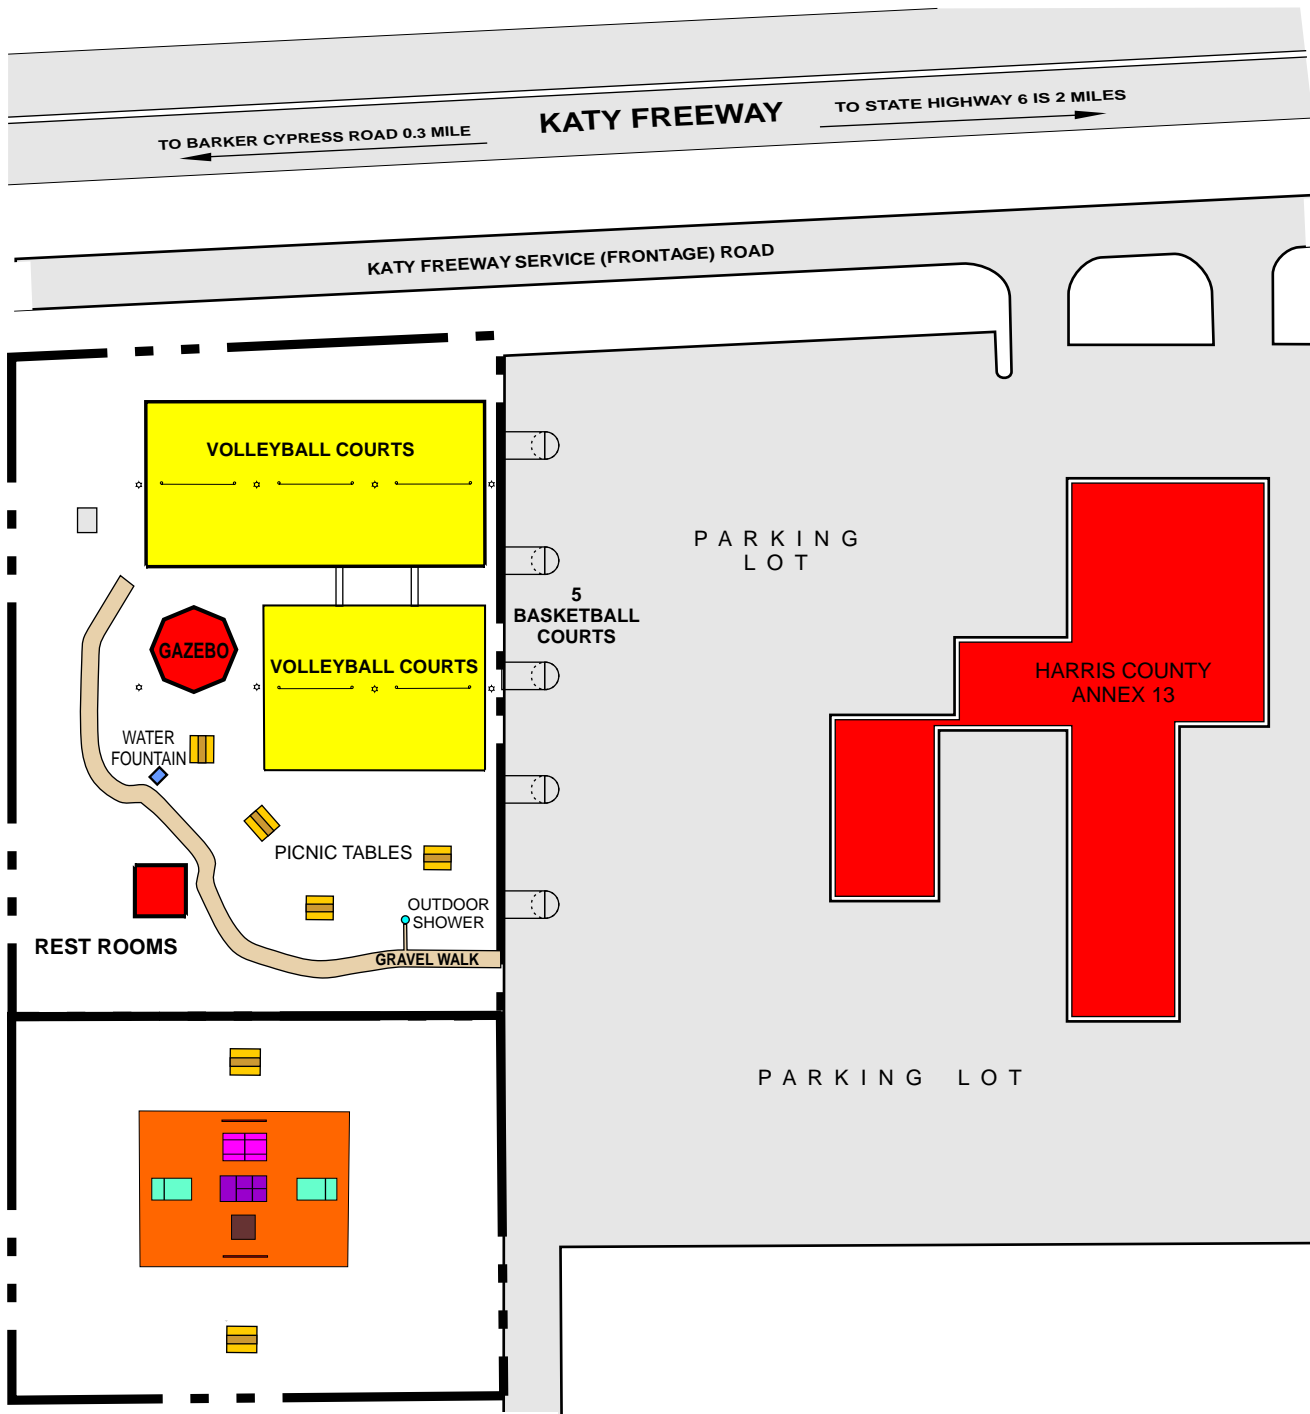 TO STATE HIGHWAY 6 IS 2 MILES
KATY FREEWAY
TO BARKER CYPRESS ROAD 0.3 MILE
KATY FREEWAY SERVICE (FRONTAGE) ROAD
VOLLEYBALL COURTS
PARKING
LOT
5
BASKETBALL
COURTS
GAZEBO
VOLLEYBALL COURTS
HARRIS COUNTY
ANNEX 13
WATER
FOUNTAIN
PICNIC TABLES
OUTDOOR
SHOWER
REST ROOMS
GRAVEL WALK
PARKING LOT